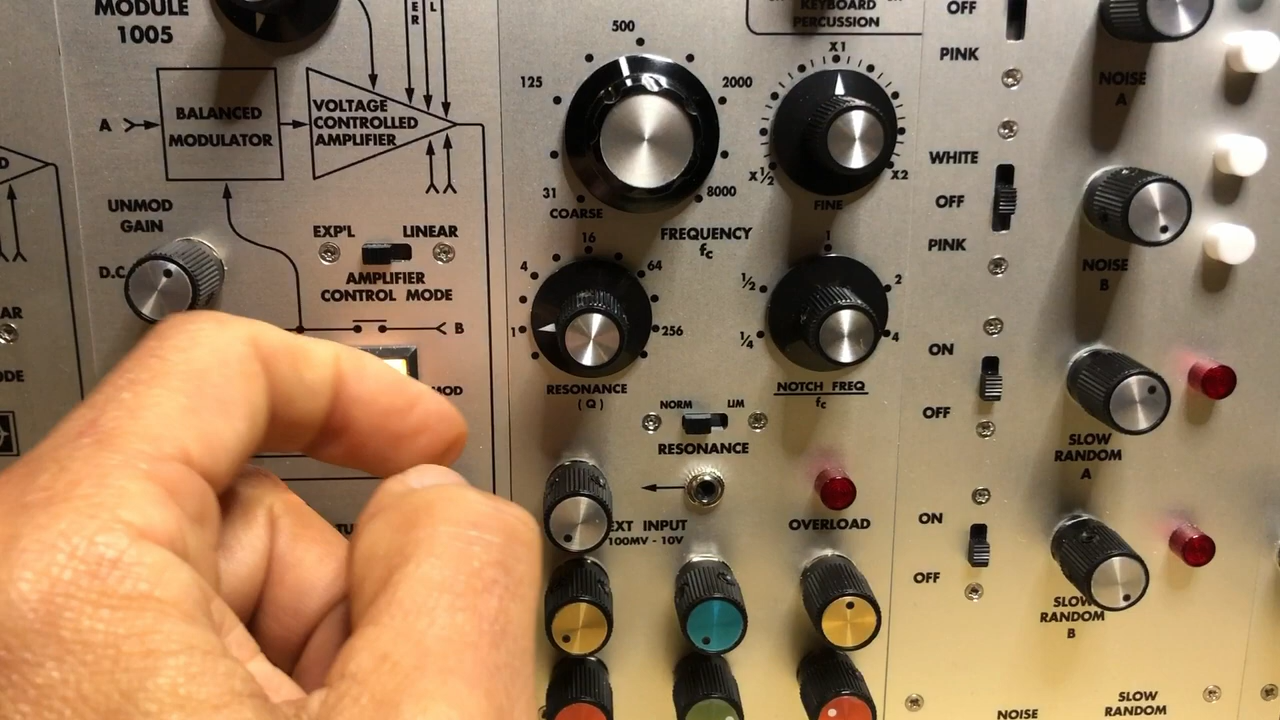 MODULE
1005
BALANCED
MODULATOR
A
VOLTAGE
CONTROLLED
AMPLIFIER
ER
L
UNMOD
GAIN
D.C.
EXP'L
LINEAR
AMPLIFIER
CONTROL MODE
B
MOD
D
AR
ODE
500
125
2000
31
8000
COARSE
KEYBOARD
PERCUSSION
X1
X½
X2
FINE
FREQUENCY
fc
16
4
64
1
256
RESONANCE
(Q)
1
½
2
¼
4
NOTCH FREQ
fc
NORM
LIM
RESONANCE
EXT INPUT
100MV - 10V
OVERLOAD
OFF
PINK
NOISE
A
WHITE
OFF
PINK
NOISE
B
ON
OFF
SLOW
RANDOM
A
ON
OFF
SLOW
RANDOM
B
NOISE
SLOW
RANDOM